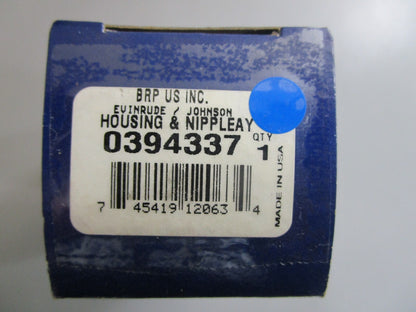 BRP US INC.
EVINRUDE / JOHNSON
HOUSING & NIPPLEAY
0394337 QTY 1
MADE IN USA
7 45419 12063 4